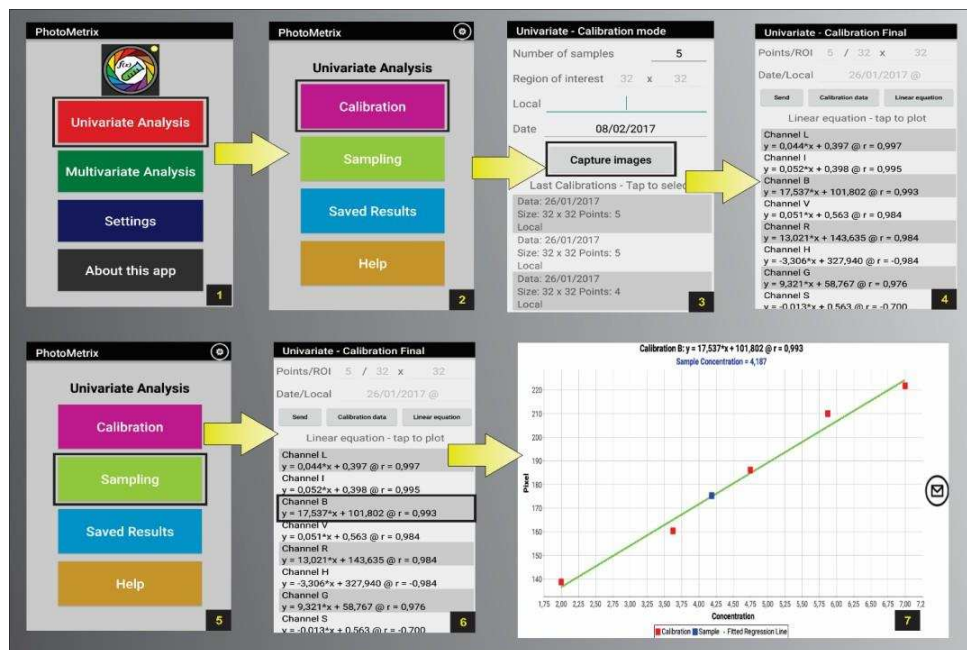 PhotoMetrix
f(x)
Univariate Analysis
Multivariate Analysis
Settings
About this app
1
PhotoMetrix
Univariate Analysis
Calibration
Sampling
Saved Results
Help
2
Univariate - Calibration mode
Number of samples 5
Region of interest 32 x 32
Local
Date 08/02/2017
Capture images
Last Calibrations - Tap to selec
Data: 26/01/2017
Size: 32 x 32 Points: 5
Local
Data: 26/01/2017
Size: 32 x 32 Points: 5
Local
Data: 26/01/2017
Size: 32 x 32 Points: 4
Local
3
Univariate - Calibration Final
Points/ROI 5 / 32 x 32
Date/Local 26/01/2017 @
Send Calibration data Linear equation
Linear equation - tap to plot
Channel L
y = 0,044*x + 0,397 @ r = 0,997
Channel I
y = 0,052*x + 0,398 @ r = 0,995
Channel B
y = 17,537*x + 101,802 @ r = 0,993
Channel V
y = 0,051*x + 0,563 @ r = 0,984
Channel R
y = 13,021*x + 143,635 @ r = 0,984
Channel H
y = -3,306*x + 327,940 @ r = -0,984
Channel G
y = 9,321*x + 58,767 @ r = 0,976
Channel S
y = -0,013*x + 0,563 @ r = -0,700
4
PhotoMetrix
Univariate Analysis
Calibration
Sampling
Saved Results
Help
5
Univariate - Calibration Final
Points/ROI 5 / 32 x 32
Date/Local 26/01/2017 @
Send Calibration data Linear equation
Linear equation - tap to plot
Channel L
y = 0,044*x + 0,397 @ r = 0,997
Channel I
y = 0,052*x + 0,398 @ r = 0,995
Channel B
y = 17,537*x + 101,802 @ r = 0,993
Channel V
y = 0,051*x + 0,563 @ r = 0,984
Channel R
y = 13,021*x + 143,635 @ r = 0,984
Channel H
y = -3,306*x + 327,940 @ r = -0,984
Channel G
y = 9,321*x + 58,767 @ r = 0,976
Channel S
y = -0,013*x + 0,563 @ r = -0,700
6
Calibration B: y = 17,537*x + 101,802 @ r = 0,993
Sample Concentration = 4,187
220
210
200
190
180
170
160
150
140
Pixel
1,75 2,00 2,25 2,50 2,75 3,00 3,25 3,50 3,75 4,00 4,25 4,50 4,75 5,00 5,25 5,50 5,75 6,00 6,25 6,50 6,75 7,00 7,2
Concentration
Calibration Sample - Fitted Regression Line
7